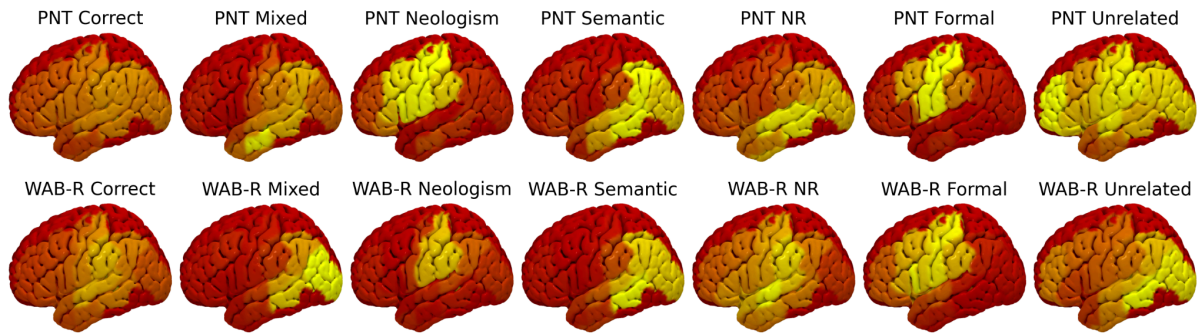 PNT Correct PNT Mixed PNT Neologism PNT Semantic PNT NR PNT Formal PNT Unrelated
WAB-R Correct WAB-R Mixed WAB-R Neologism WAB-R Semantic WAB-R NR WAB-R Formal WAB-R Unrelated